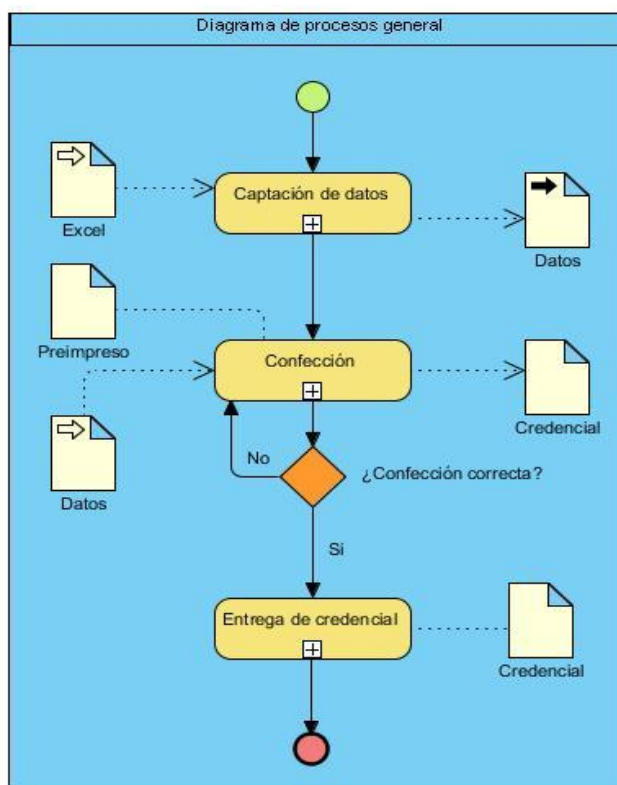 Diagrama de procesos general
Captación de datos
Excel
Datos
Preimpreso
Confección
Credencial
Datos
No
¿Confección correcta?
Si
Entrega de credencial
Credencial